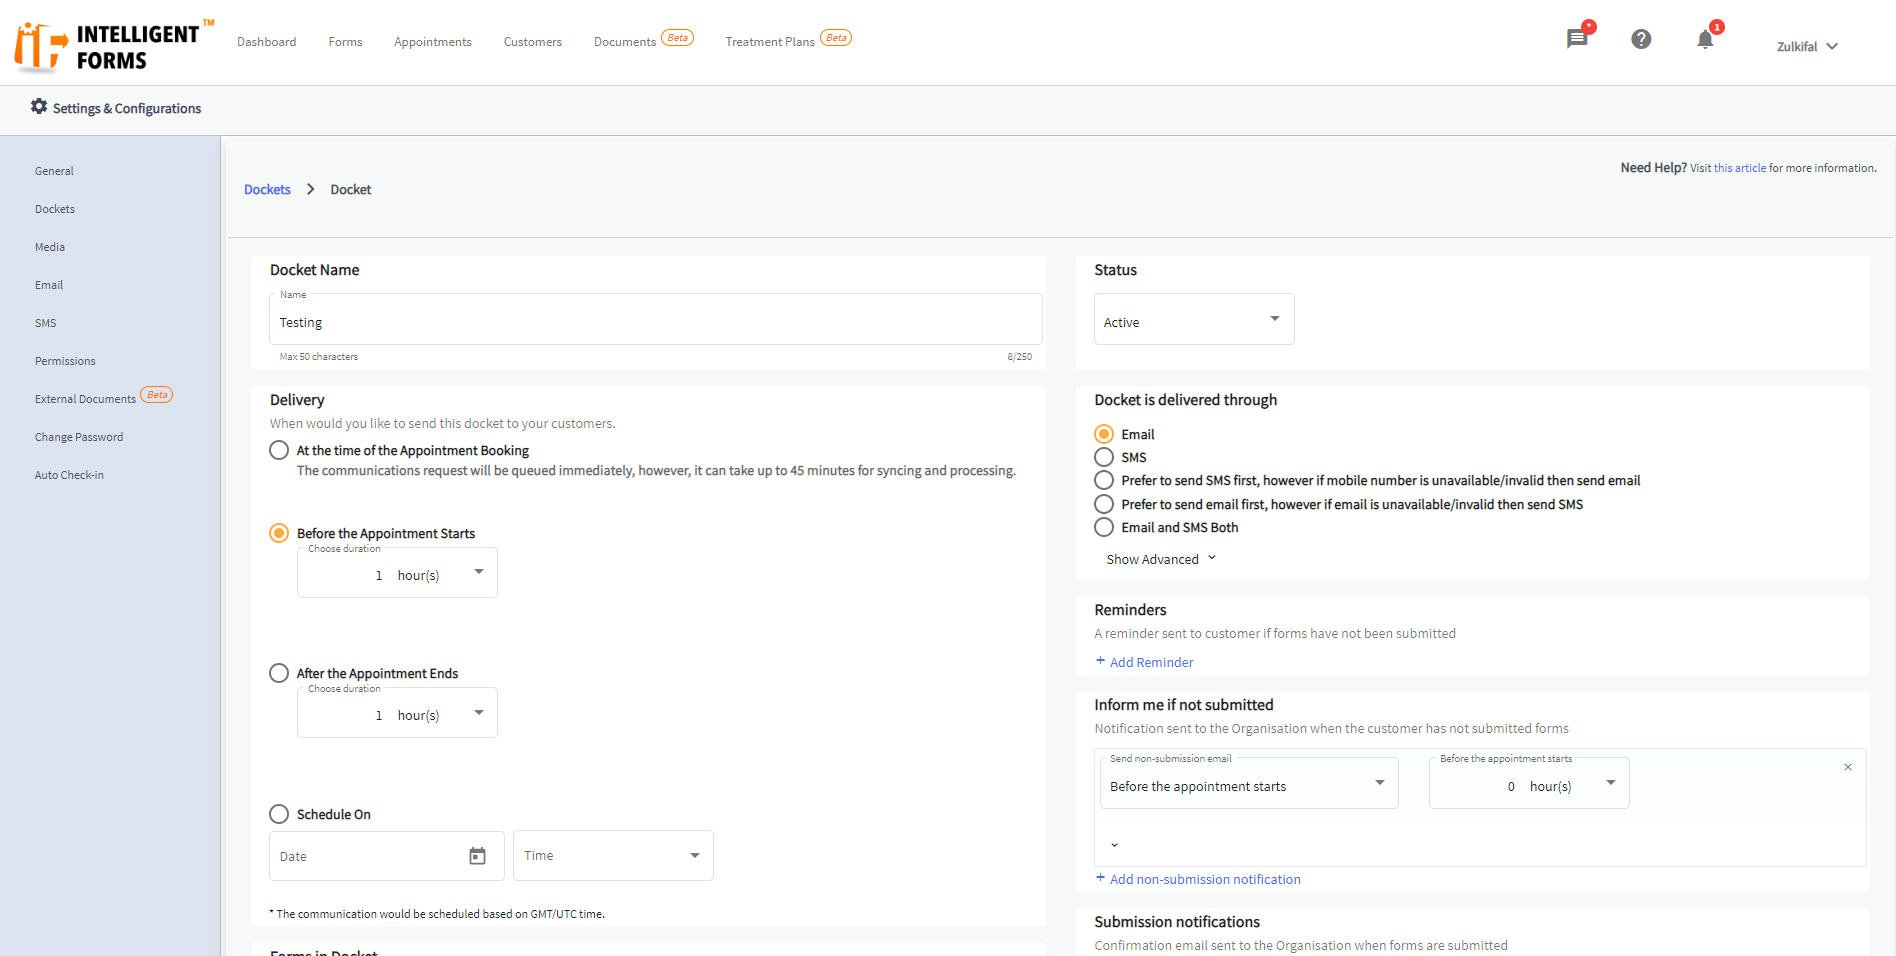 INTELLIGENT TM
FORMS
Dashboard
Forms
Appointments
Customers
Documents Beta
Treatment Plans Beta
*
1
Zulkifal
Settings & Configurations
General
Dockets
Media
Email
SMS
Permissions
External Documents Beta
Change Password
Auto Check-in
Need Help? Visit this article for more information.
Dockets > Docket
Docket Name
Name
Testing
Max 50 characters
8/250
Status
Active
Delivery
When would you like to send this docket to your customers.
At the time of the Appointment Booking
The communications request will be queued immediately, however, it can take up to 45 minutes for syncing and processing.
Before the Appointment Starts
Choose duration
1 hour(s)
After the Appointment Ends
Choose duration
1 hour(s)
Schedule On
Date
Time
* The communication would be scheduled based on GMT/UTC time.
Forms in Docket
Docket is delivered through
Email
SMS
Prefer to send SMS first, however if mobile number is unavailable/invalid then send email
Prefer to send email first, however if email is unavailable/invalid then send SMS
Email and SMS Both
Show Advanced
Reminders
A reminder sent to customer if forms have not been submitted
+ Add Reminder
Inform me if not submitted
Notification sent to the Organisation when the customer has not submitted forms
Send non-submission email
Before the appointment starts
Before the appointment starts
0 hour(s)
+ Add non-submission notification
Submission notifications
Confirmation email sent to the Organisation when forms are submitted